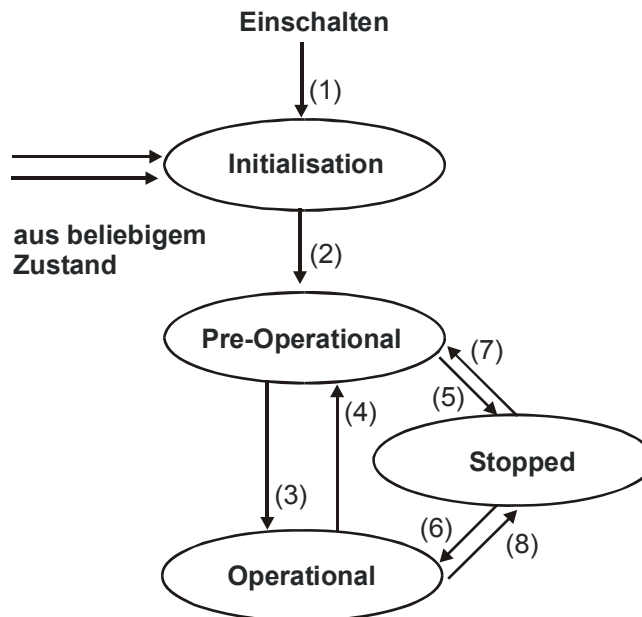 Einschalten
(1)
Initialisation
aus beliebigem
Zustand
(2)
Pre-Operational
(7)
(5)
(4)
Stopped
(3)
(6)
(8)
Operational